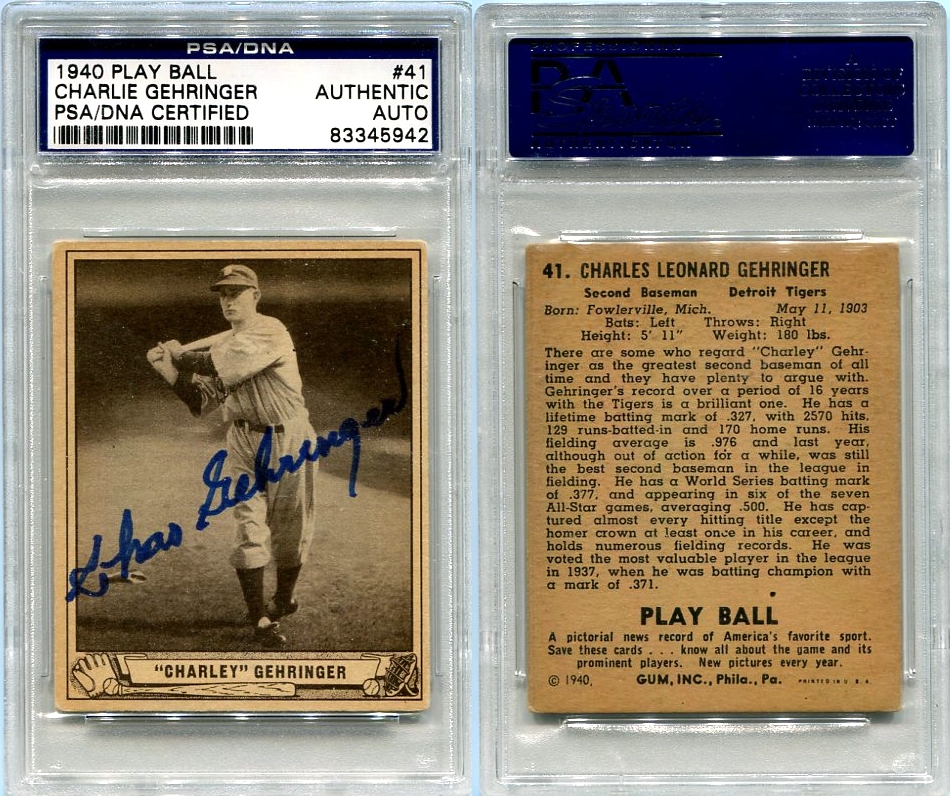 PSA/DNA
1940 PLAY BALL #41
CHARLIE GEHRINGER AUTHENTIC
PSA/DNA CERTIFIED AUTO
83345942
Chas Gehringer
"CHARLEY" GEHRINGER
PROFESSIONAL
PSA
A
DIVISION OF
41. CHARLES LEONARD GEHRINGER
Second Baseman Detroit Tigers
Born: Fowlerville, Mich. May 11, 1903
Bats: Left Throws: Right
Height: 5' 11" Weight: 180 lbs.
There are some who regard "Charley" Gehr-
inger as the greatest second baseman of all
time and they have plenty to argue with.
Gehringer's record over a period of 16 years
with the Tigers is a brilliant one. He has a
lifetime batting mark of .327, with 2570 hits,
129 runs-batted-in and 170 home runs. His
fielding average is .976 and last year,
although out of action for a while, was still
the best second baseman in the league in
fielding. He has a World Series batting mark
of .377, and appearing in six of the seven
All-Star games, averaging .500. He has cap-
tured almost every hitting title except the
homer crown at least once in his career, and
holds numerous fielding records. He was
voted the most valuable player in the league
in 1937, when he was batting champion with
a mark of .371.
PLAY BALL
A pictorial news record of America's favorite sport.
Save these cards . . . know all about the game and its
prominent players. New pictures every year.
© 1940, GUM, INC., Phila., Pa. PRINTED IN U. S. A.